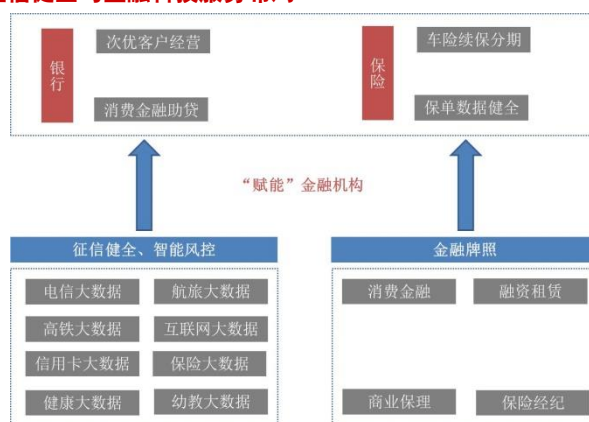 银行
次优客户经营
消费金融助贷
保险
车险续保分期
保单数据健全
“赋能”金融机构
征信健全、智能风控
电信大数据 航旅大数据
高铁大数据 互联网大数据
信用卡大数据 保险大数据
健康大数据 幼教大数据
金融牌照
消费金融 融资租赁
商业保理 保险经纪